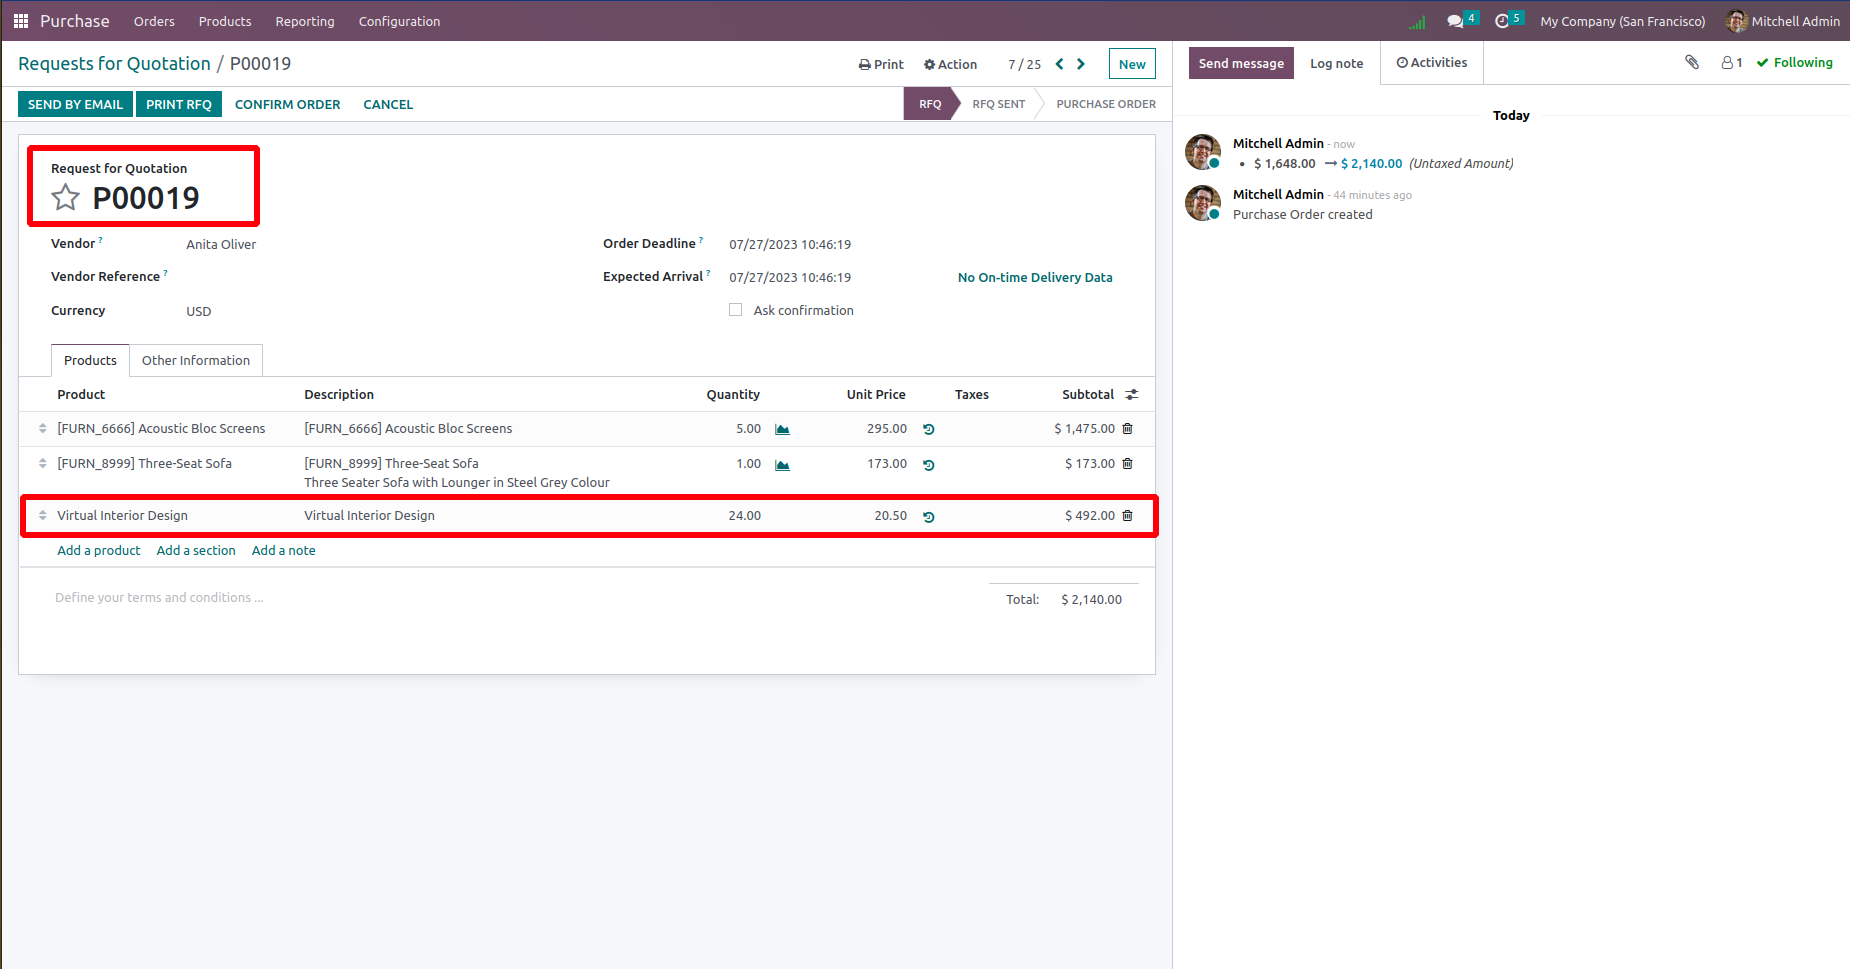 Purchase Orders Products Reporting Configuration 4 5 My Company (San Francisco) Mitchell Admin
Requests for Quotation / P00019 Print Action 7 / 25 New
SEND BY EMAIL PRINT RFQ CONFIRM ORDER CANCEL RFQ RFQ SENT PURCHASE ORDER
Request for Quotation
P00019
Vendor ? Anita Oliver Order Deadline ? 07/27/2023 10:46:19
Vendor Reference ? Expected Arrival ? 07/27/2023 10:46:19 No On-time Delivery Data
Currency USD Ask confirmation
Products Other Information
Product Description Quantity Unit Price Taxes Subtotal
[FURN_6666] Acoustic Bloc Screens [FURN_6666] Acoustic Bloc Screens 5.00 295.00 $ 1,475.00
[FURN_8999] Three-Seat Sofa [FURN_8999] Three-Seat Sofa 1.00 173.00 $ 173.00
Three Seater Sofa with Lounger in Steel Grey Colour
Virtual Interior Design Virtual Interior Design 24.00 20.50 $ 492.00
Add a product Add a section Add a note
Define your terms and conditions ... Total: $ 2,140.00
Send message Log note Activities 1 Following
Today
Mitchell Admin - now
• $ 1,648.00 → $ 2,140.00 (Untaxed Amount)
Mitchell Admin - 44 minutes ago
Purchase Order created